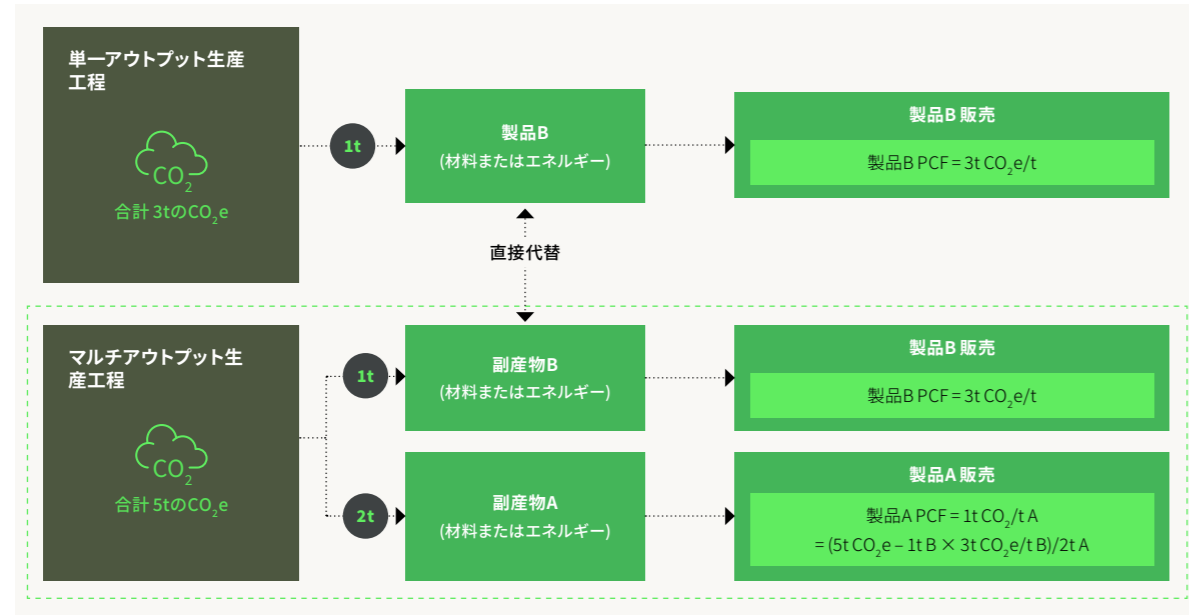 単一アウトプット生産
工程
CO₂
合計 3tのCO₂e
1t
製品B
(材料またはエネルギー)
製品B 販売
製品B PCF = 3t CO₂e/t
直接代替
マルチアウトプット生
産工程
CO₂
合計 5tのCO₂e
1t
副産物B
(材料またはエネルギー)
製品B 販売
製品B PCF = 3t CO₂e/t
2t
副産物A
(材料またはエネルギー)
製品A 販売
製品A PCF = 1t CO₂/t A
= (5t CO₂e – 1t B × 3t CO₂e/t B)/2t A